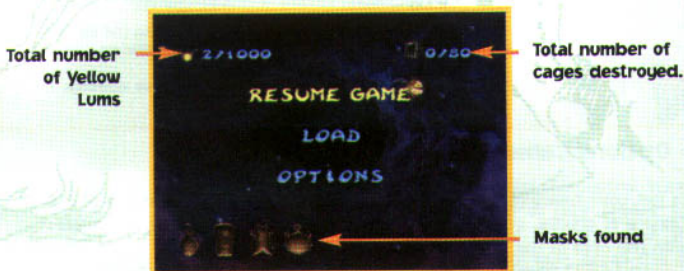 Total number
of Yellow
Lums
2/1000
0/80
Total number of
cages destroyed.
RESUME GAME
LOAD
OPTIONS
Masks found